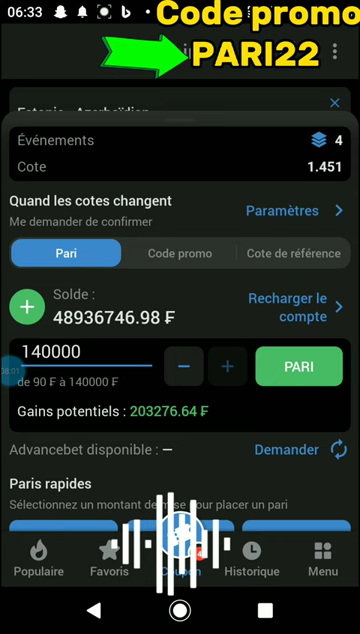 06:33
Code promo
PARI22
Estonie - Azerbaïdjan
Événements 4
Cote 1.451
Quand les cotes changent
Me demander de confirmer
Paramètres
Pari Code promo Cote de référence
Solde :
48936746.98 ₣
Recharger le
compte
140000
PARI
08:01
de 90 ₣ à 140000 ₣
Gains potentiels : 203276.64 ₣
Advancebet disponible : —
Demander
Paris rapides
Sélectionnez un montant de mise pour placer un pari
Populaire Favoris Coupon Historique Menu